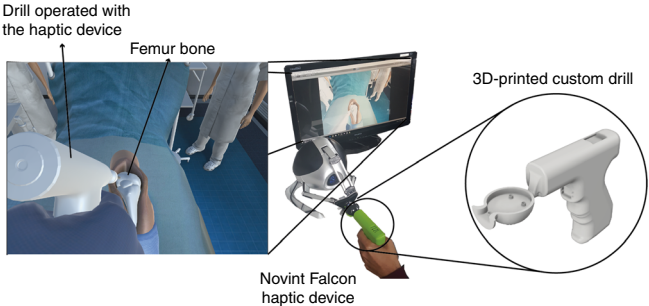 Drill operated with
the haptic device
Femur bone
3D-printed custom drill
Novint Falcon
haptic device